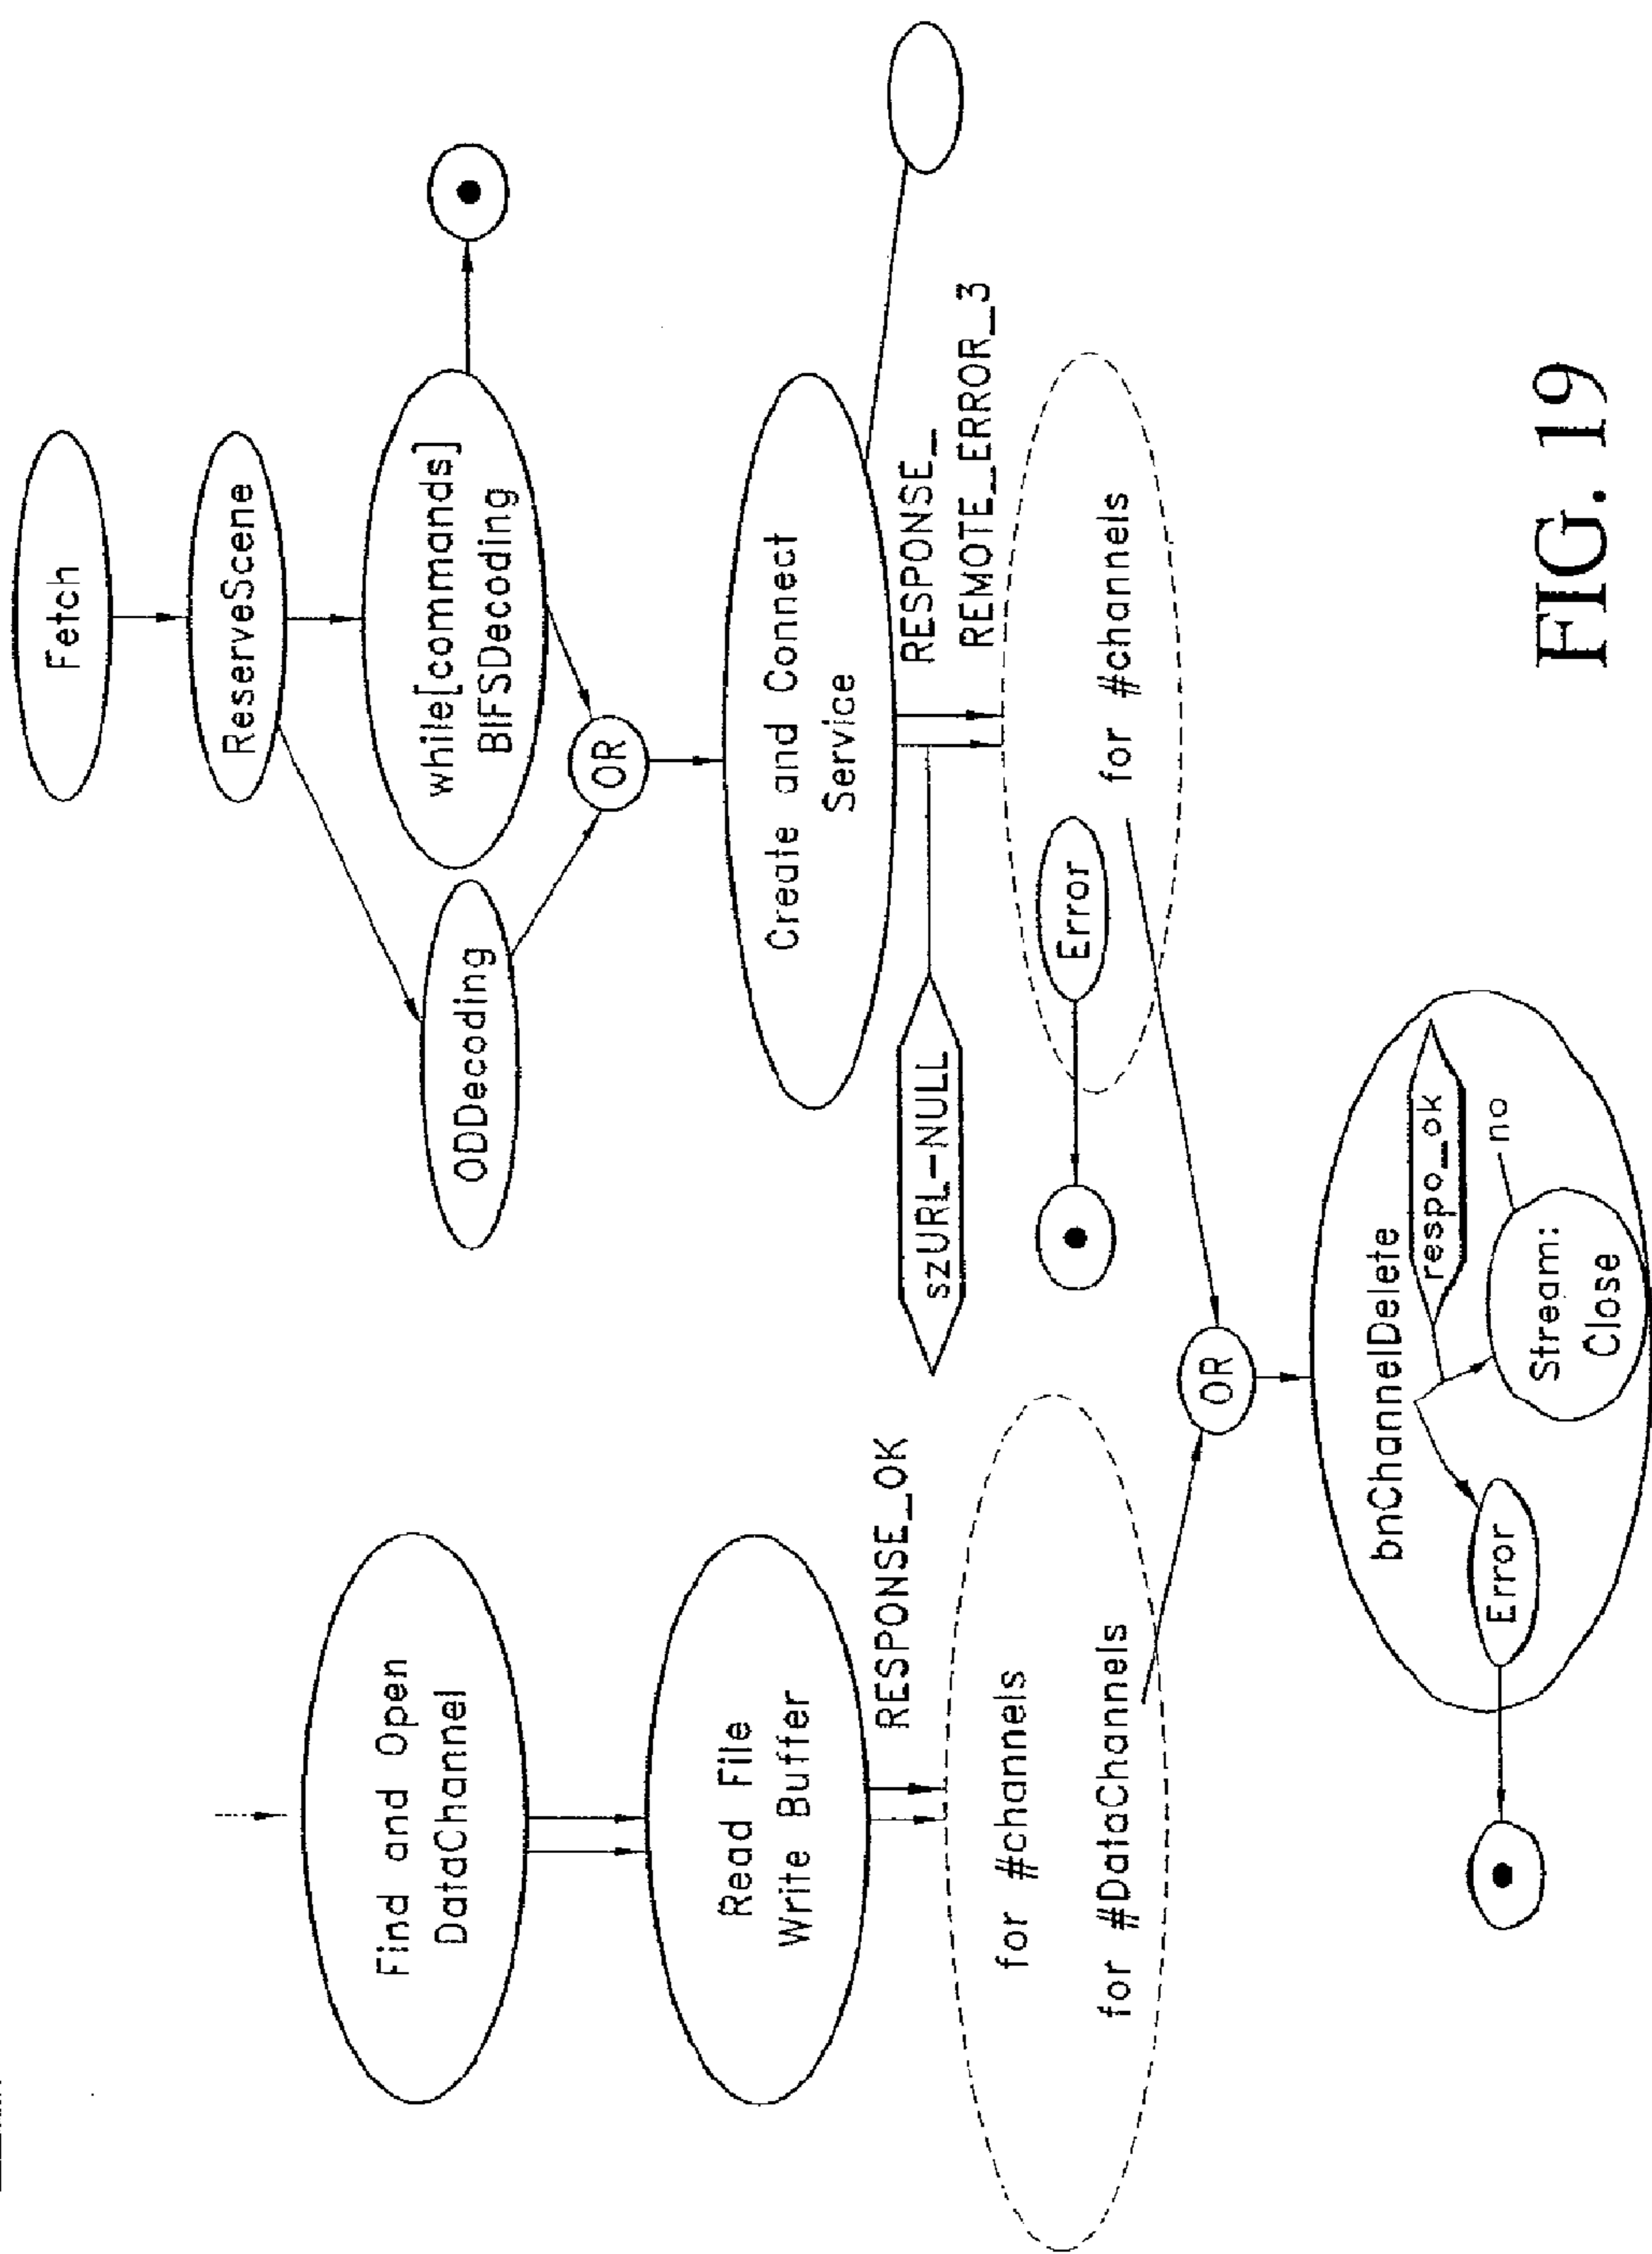 Fetch
ReserveScene
while[commands]
BIFSDecoding
ODDecoding
OR
Create and Connect
Service
RESPONSE_
REMOTE_ERROR_3
szURL-NULL
for #channels
Error
Find and Open
DataChannel
Read File
Write Buffer
RESPONSE_OK
for #channels
for #DataChannels
OR
bnChannelDelete
respo_ok
no
Stream:
Close
Error
FIG. 19